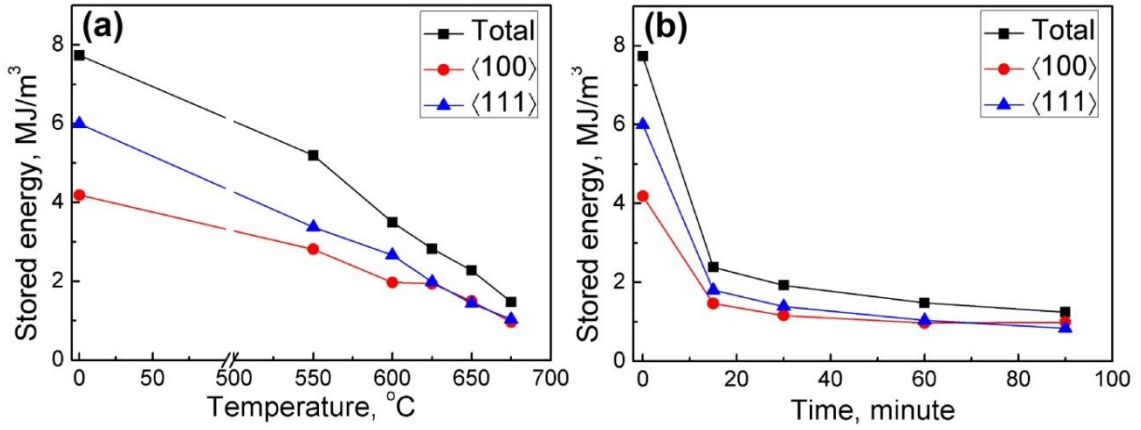 (a)
Total
⟨100⟩
⟨111⟩
Stored energy, MJ/m³
8
6
4
2
0
0 50 500 550 600 650 700
Temperature, °C
(b)
Total
⟨100⟩
⟨111⟩
Stored energy, MJ/m³
8
6
4
2
0
0 20 40 60 80 100
Time, minute